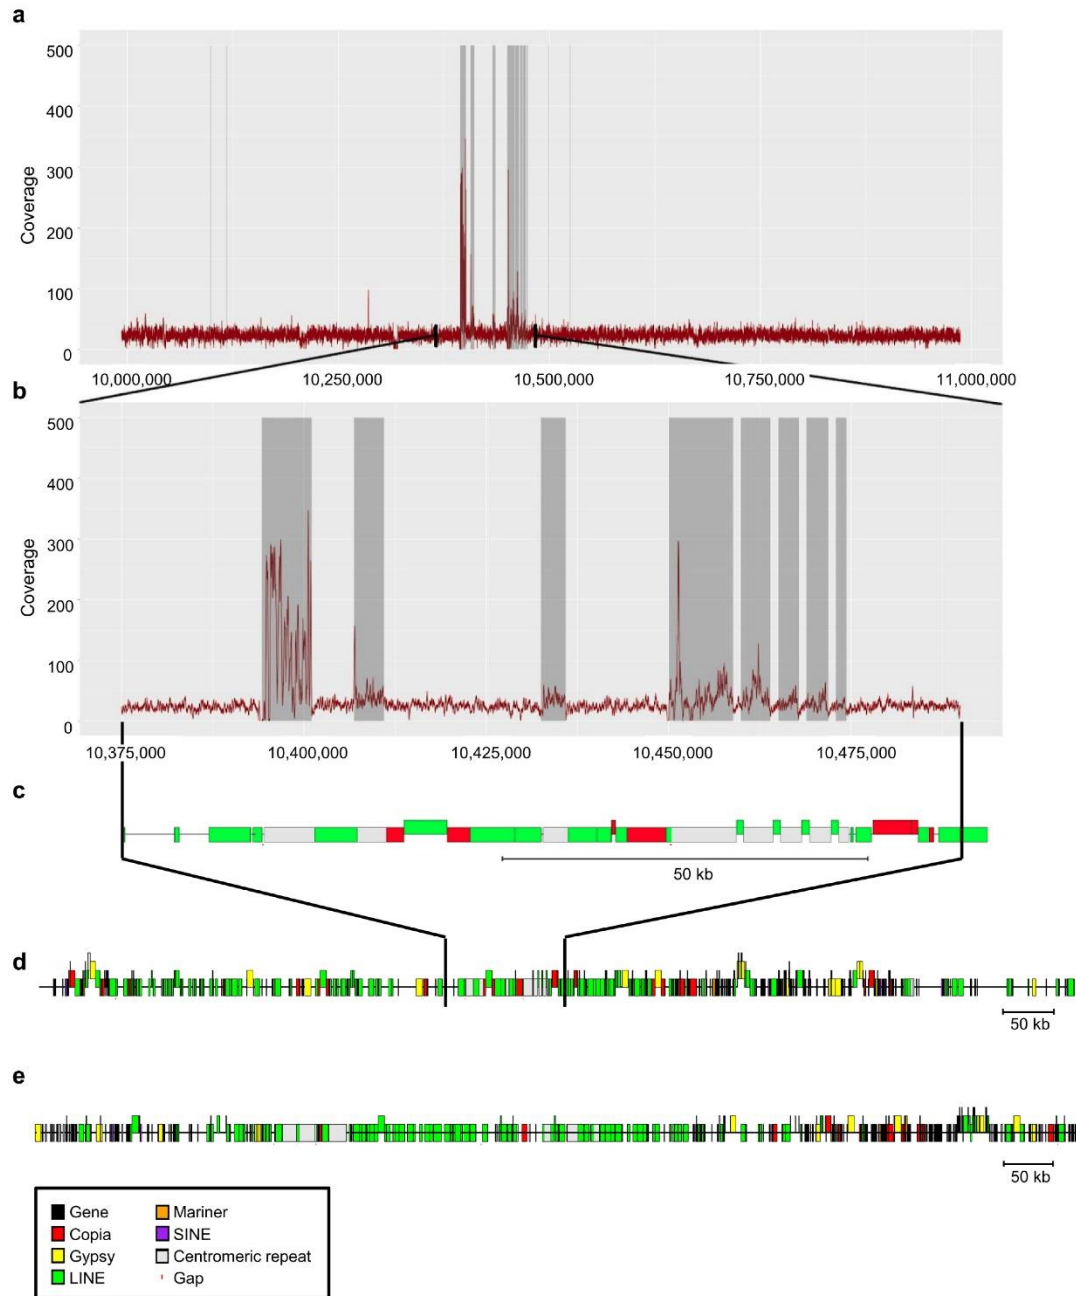 a
500
400
300
200
100
0
Coverage
10,000,000 10,250,000 10,500,000 10,750,000 11,000,000
b
500
400
300
200
100
0
Coverage
10,375,000 10,400,000 10,425,000 10,450,000 10,475,000
c
50 kb
d
50 kb
e
50 kb
Gene Mariner
Copia SINE
Gypsy Centromeric repeat
LINE Gap